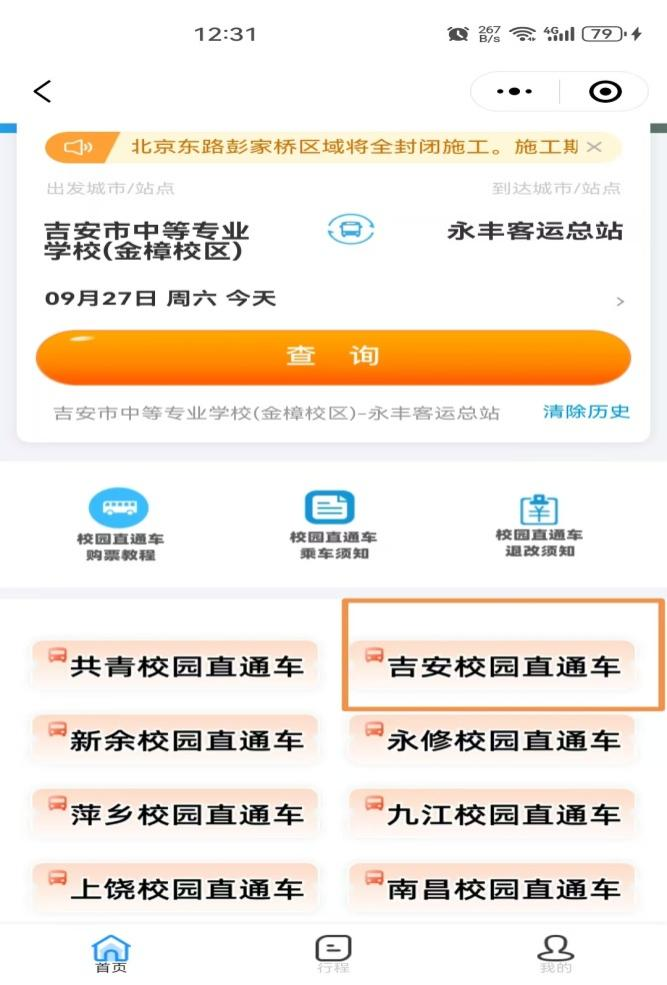 12:31
267 B/s
4G
79
北京东路彭家桥区域将全封闭施工。施工期
出发城市/站点
到达城市/站点
吉安市中等专业
学校(金樟校区)
永丰客运总站
09月27日 周六 今天
查 询
吉安市中等专业学校(金樟校区)-永丰客运总站
清除历史
校园直通车
购票教程
校园直通车
乘车须知
校园直通车
退改须知
共青校园直通车
吉安校园直通车
新余校园直通车
永修校园直通车
萍乡校园直通车
九江校园直通车
上饶校园直通车
南昌校园直通车
首页
行程
我的